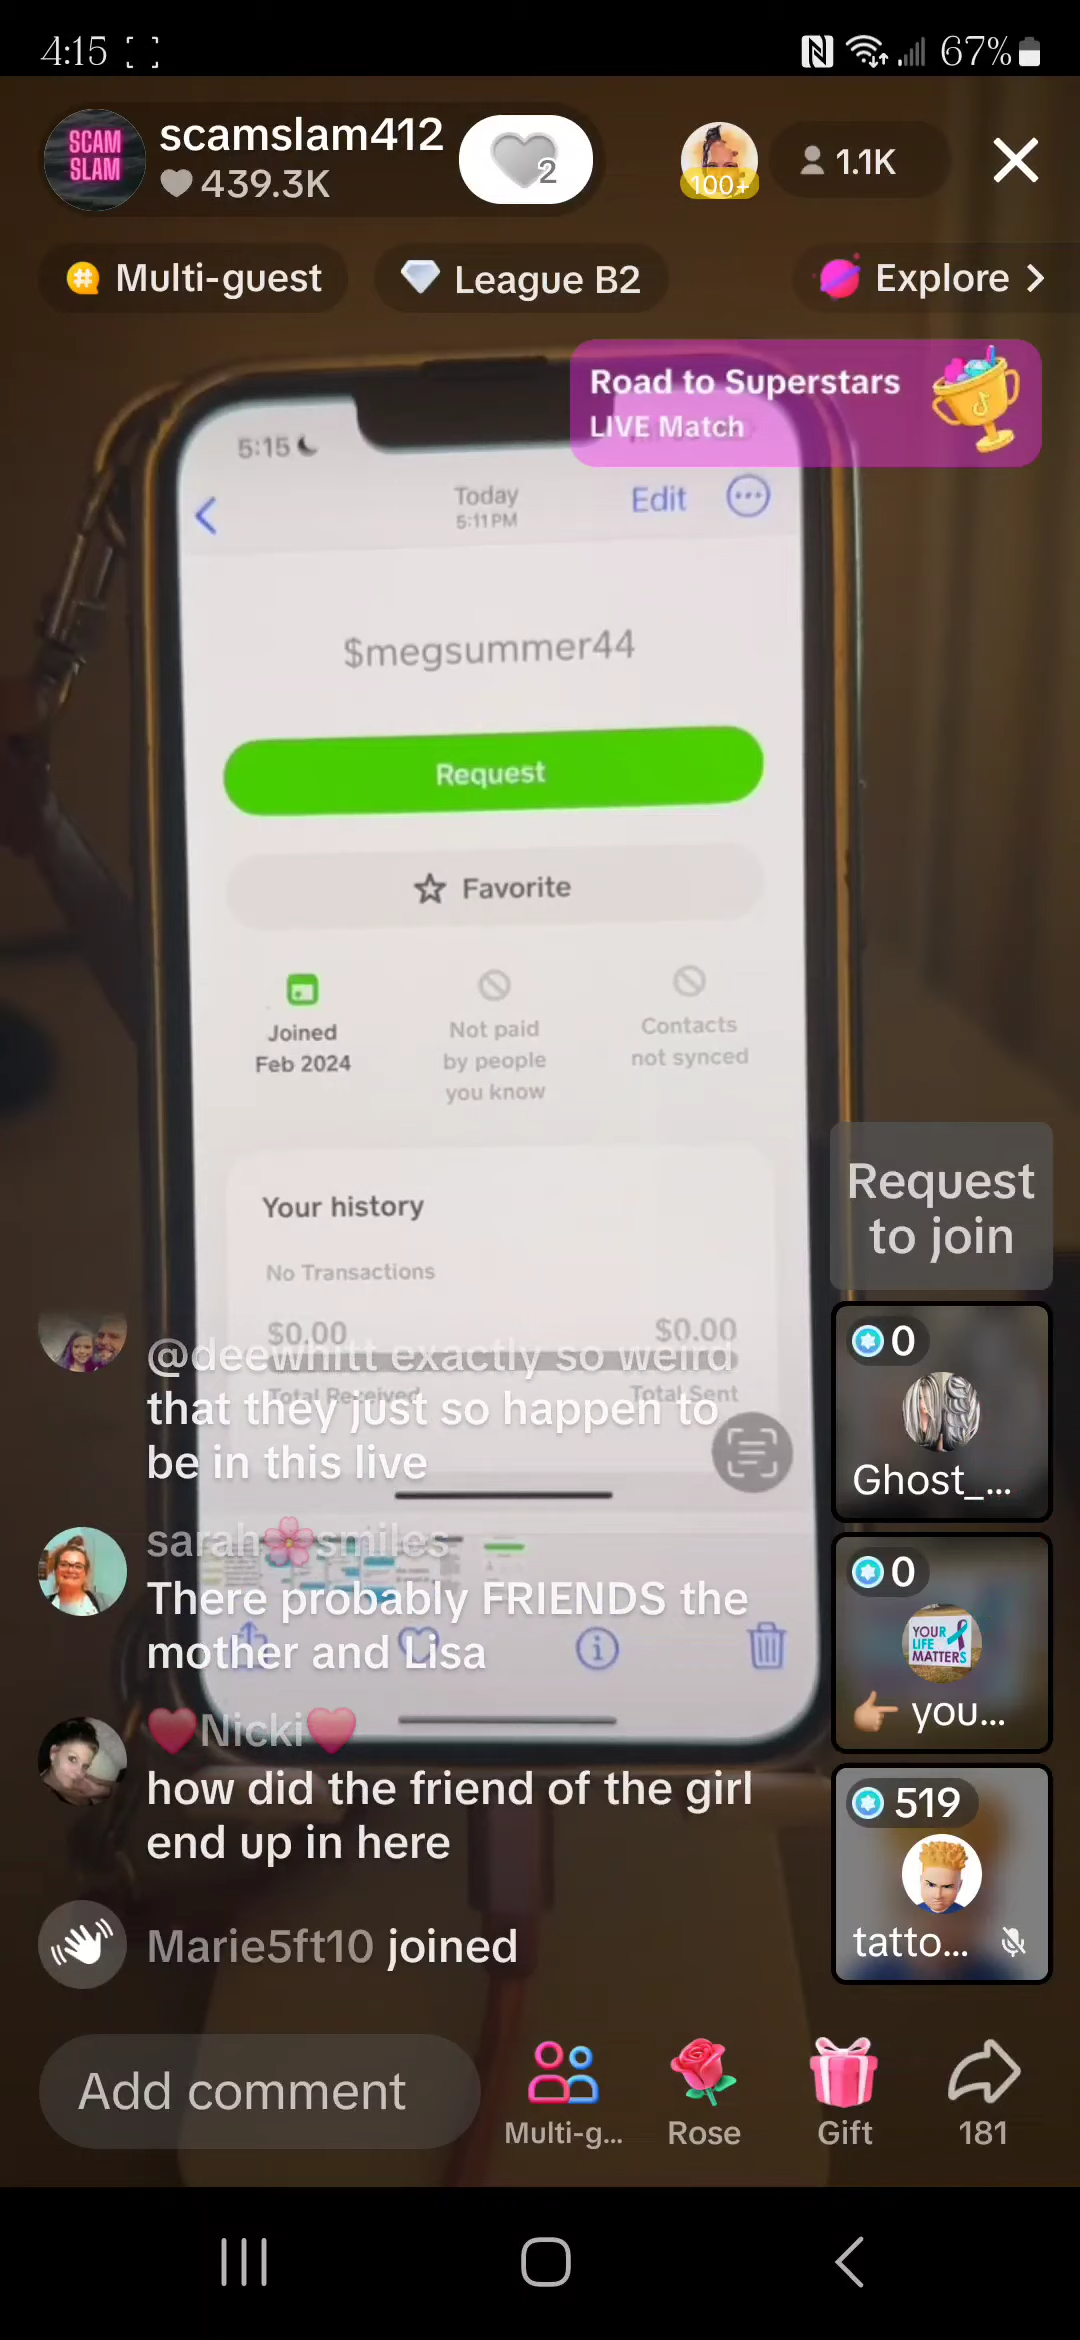 4:15
67%
SCAM
SLAM
scamslam412
439.3K
2
100+
1.1K
Multi-guest
League B2
Explore
Road to Superstars
LIVE Match
5:15
Today
5:11 PM
Edit
$megsummer44
Request
Favorite
Joined
Feb 2024
Not paid
by people
you know
Contacts
not synced
Your history
No Transactions
$0.00
$0.00
Total Received
Total Sent
Request
to join
@deewhitt exactly so weird
that they just so happen to
be in this live
0
Ghost_...
sarah🌸smiles
There probably FRIENDS the
mother and Lisa
0
YOUR
LIFE
MATTERS
👉 you...
❤️Nicki❤️
how did the friend of the girl
end up in here
519
tatto...
Marie5ft10 joined
Add comment
Multi-g...
Rose
Gift
181